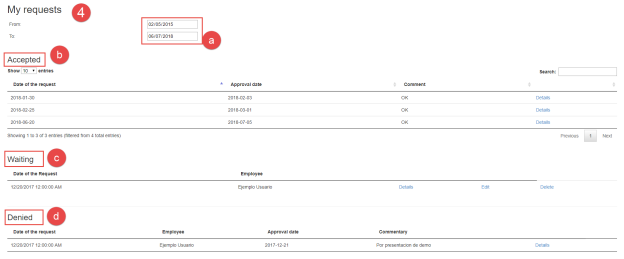 My requests 4
From 02/05/2015
To 06/07/2018
a
Accepted b
Show 10 entries Search:
Date of the request Approval date Comment
2018-01-30 2018-02-03 OK Details
2018-02-25 2018-03-01 OK Details
2018-06-29 2018-07-05 OK Details
Showing 1 to 3 of 3 entries (filtered from 4 total entries) Previous 1 Next
Waiting c
Date of the Request Employee
12/20/2017 12:00:00 AM Ejemplo Usuario Details Edit Delete
Denied d
Date of the request Employee Approval date Commentary
12/20/2017 12:00:00 AM Ejemplo Usuario 2017-12-21 Por presentacion de demo Details